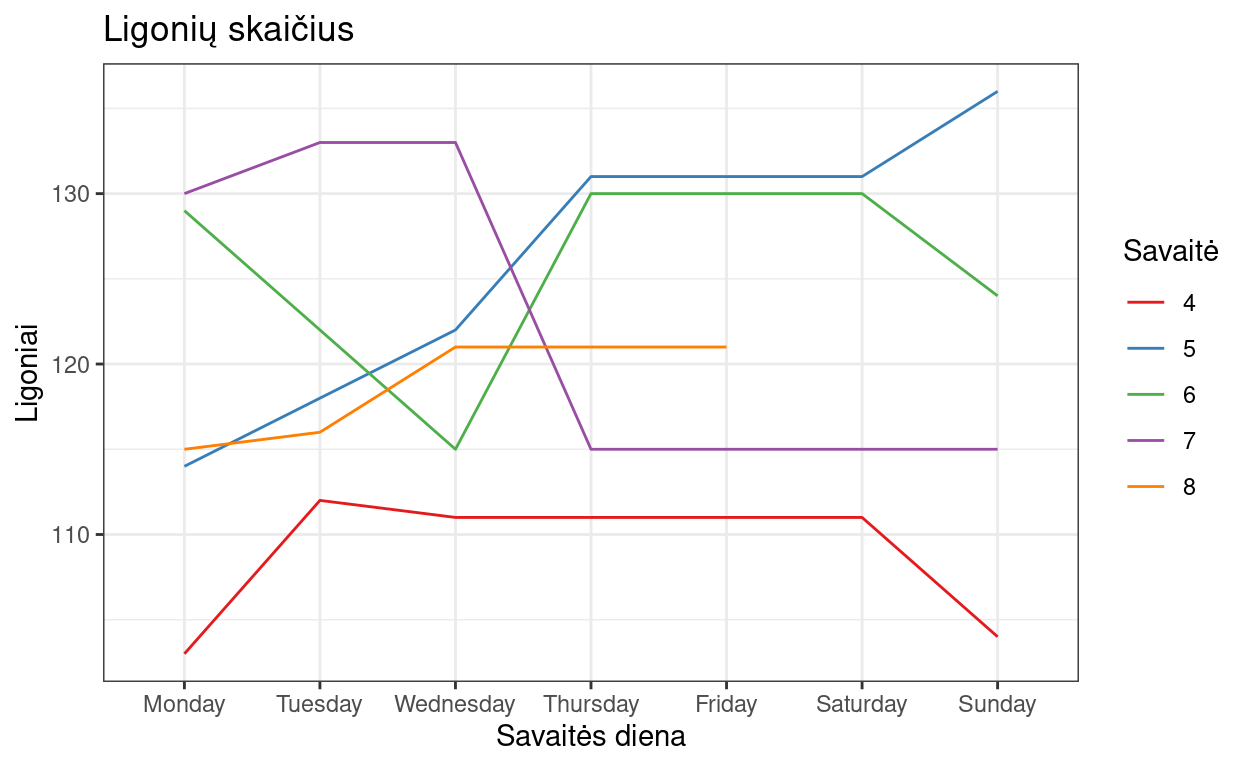 Ligonių skaičius
Ligoniai
130
120
110
Monday Tuesday Wednesday Thursday Friday Saturday Sunday
Savaitės diena
Savaitė
4
5
6
7
8